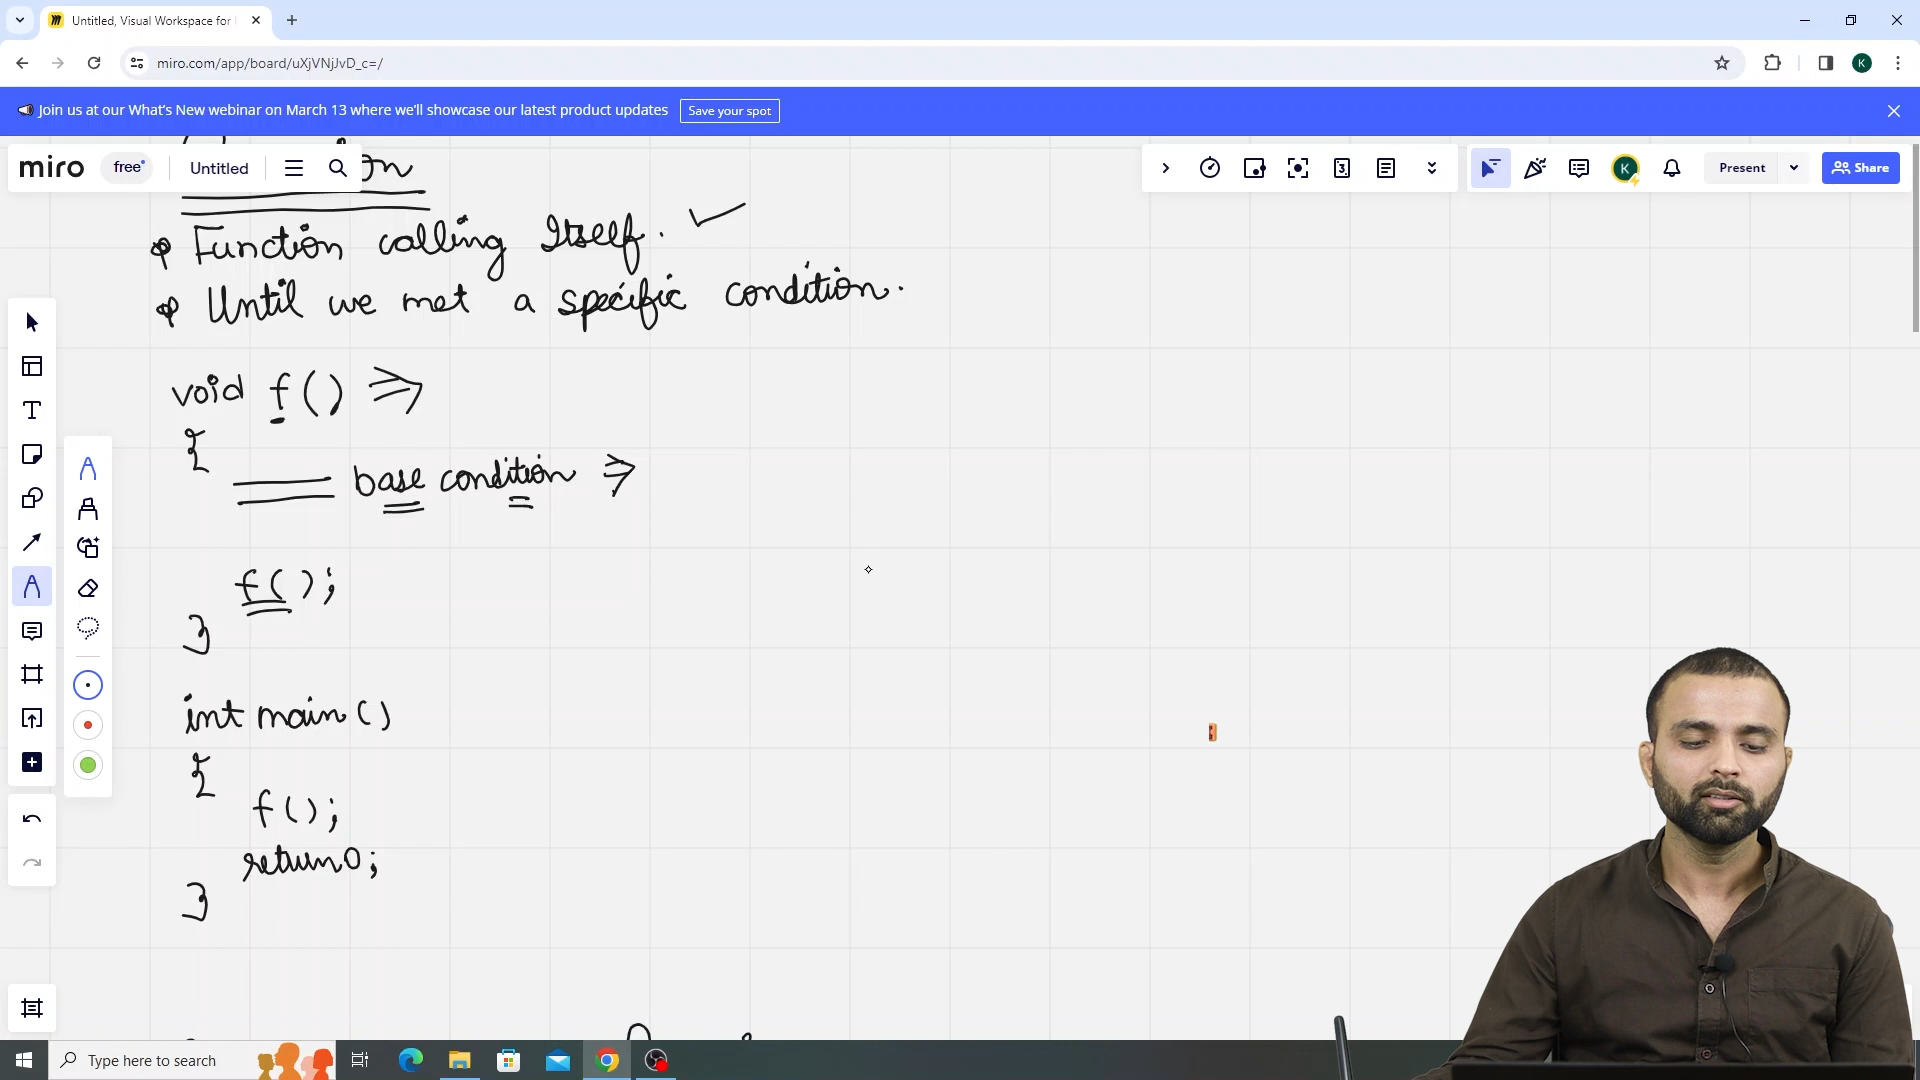 Untitled, Visual Workspace for
miro.com/app/board/uXjVNjJvD_c=/
K
Join us at our What's New webinar on March 13 where we'll showcase our latest product updates
Save your spot
miro
free
Untitled
3
K
Present
Share
• Function calling Itself.
• Until we met a specific condition.
void f() ⇒
{
base condition ⇒
f();
}
int main()
{
f();
return 0;
}
Type here to search